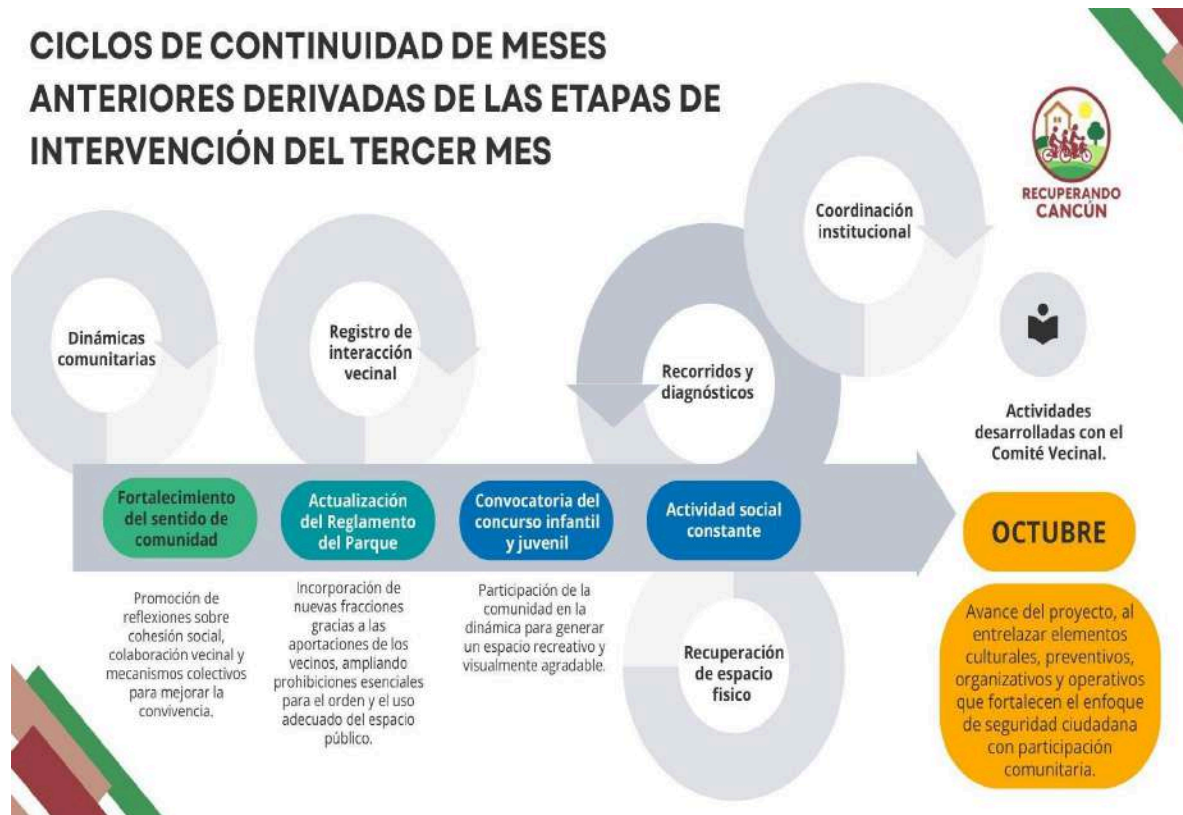 CICLOS DE CONTINUIDAD DE MESES
ANTERIORES DERIVADAS DE LAS ETAPAS DE
INTERVENCIÓN DEL TERCER MES
RECUPERANDO
CANCÚN
Dinámicas
comunitarias
Registro de
interacción
vecinal
Recorridos y
diagnósticos
Coordinación
institucional
Actividades
desarrolladas con el
Comité Vecinal.
Fortalecimiento
del sentido de
comunidad
Actualización
del Reglamento
del Parque
Convocatoria del
concurso infantil
y juvenil
Actividad social
constante
OCTUBRE
Promoción de
reflexiones sobre
cohesión social,
colaboración vecinal y
mecanismos colectivos
para mejorar la
convivencia.
Incorporación de
nuevas fracciones
gracias a las
aportaciones de los
vecinos, ampliando
prohibiciones esenciales
para el orden y el uso
adecuado del espacio
público.
Participación de la
comunidad en la
dinámica para generar
un espacio recreativo y
visualmente agradable.
Recuperación
de espacio
físico
Avance del proyecto, al
entrelazar elementos
culturales, preventivos,
organizativos y operativos
que fortalecen el enfoque
de seguridad ciudadana
con participación
comunitaria.